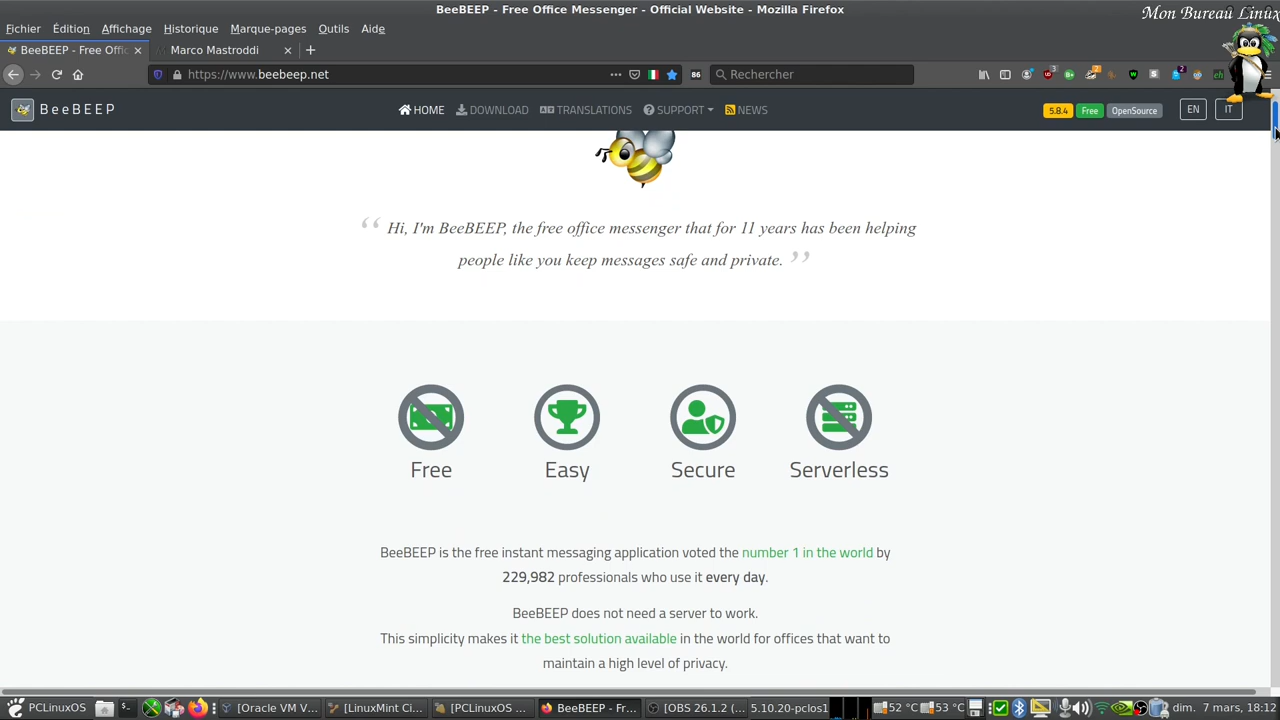 BeeBEEP - Free Office Messenger - Official Website - Mozilla Firefox
Mon Bureau Linux
Fichier Édition Affichage Historique Marque-pages Outils Aide
BeeBEEP - Free Offic
Marco Mastroddi
https://www.beebeep.net
86
Rechercher
3
2
2
BeeBEEP
HOME
DOWNLOAD
TRANSLATIONS
SUPPORT
NEWS
5.8.4
Free
OpenSource
EN
IT
“ Hi, I'm BeeBEEP, the free office messenger that for 11 years has been helping
people like you keep messages safe and private. ”
Free
Easy
Secure
Serverless
BeeBEEP is the free instant messaging application voted the number 1 in the world by
229,982 professionals who use it every day.
BeeBEEP does not need a server to work.
This simplicity makes it the best solution available in the world for offices that want to
maintain a high level of privacy.
PCLinuxOS
[Oracle VM V...
[LinuxMint Ci...
[PCLinuxOS ...
BeeBEEP - Fr...
[OBS 26.1.2 (...
5.10.20-pclos1
52 °C
53 °C
dim. 7 mars, 18:12